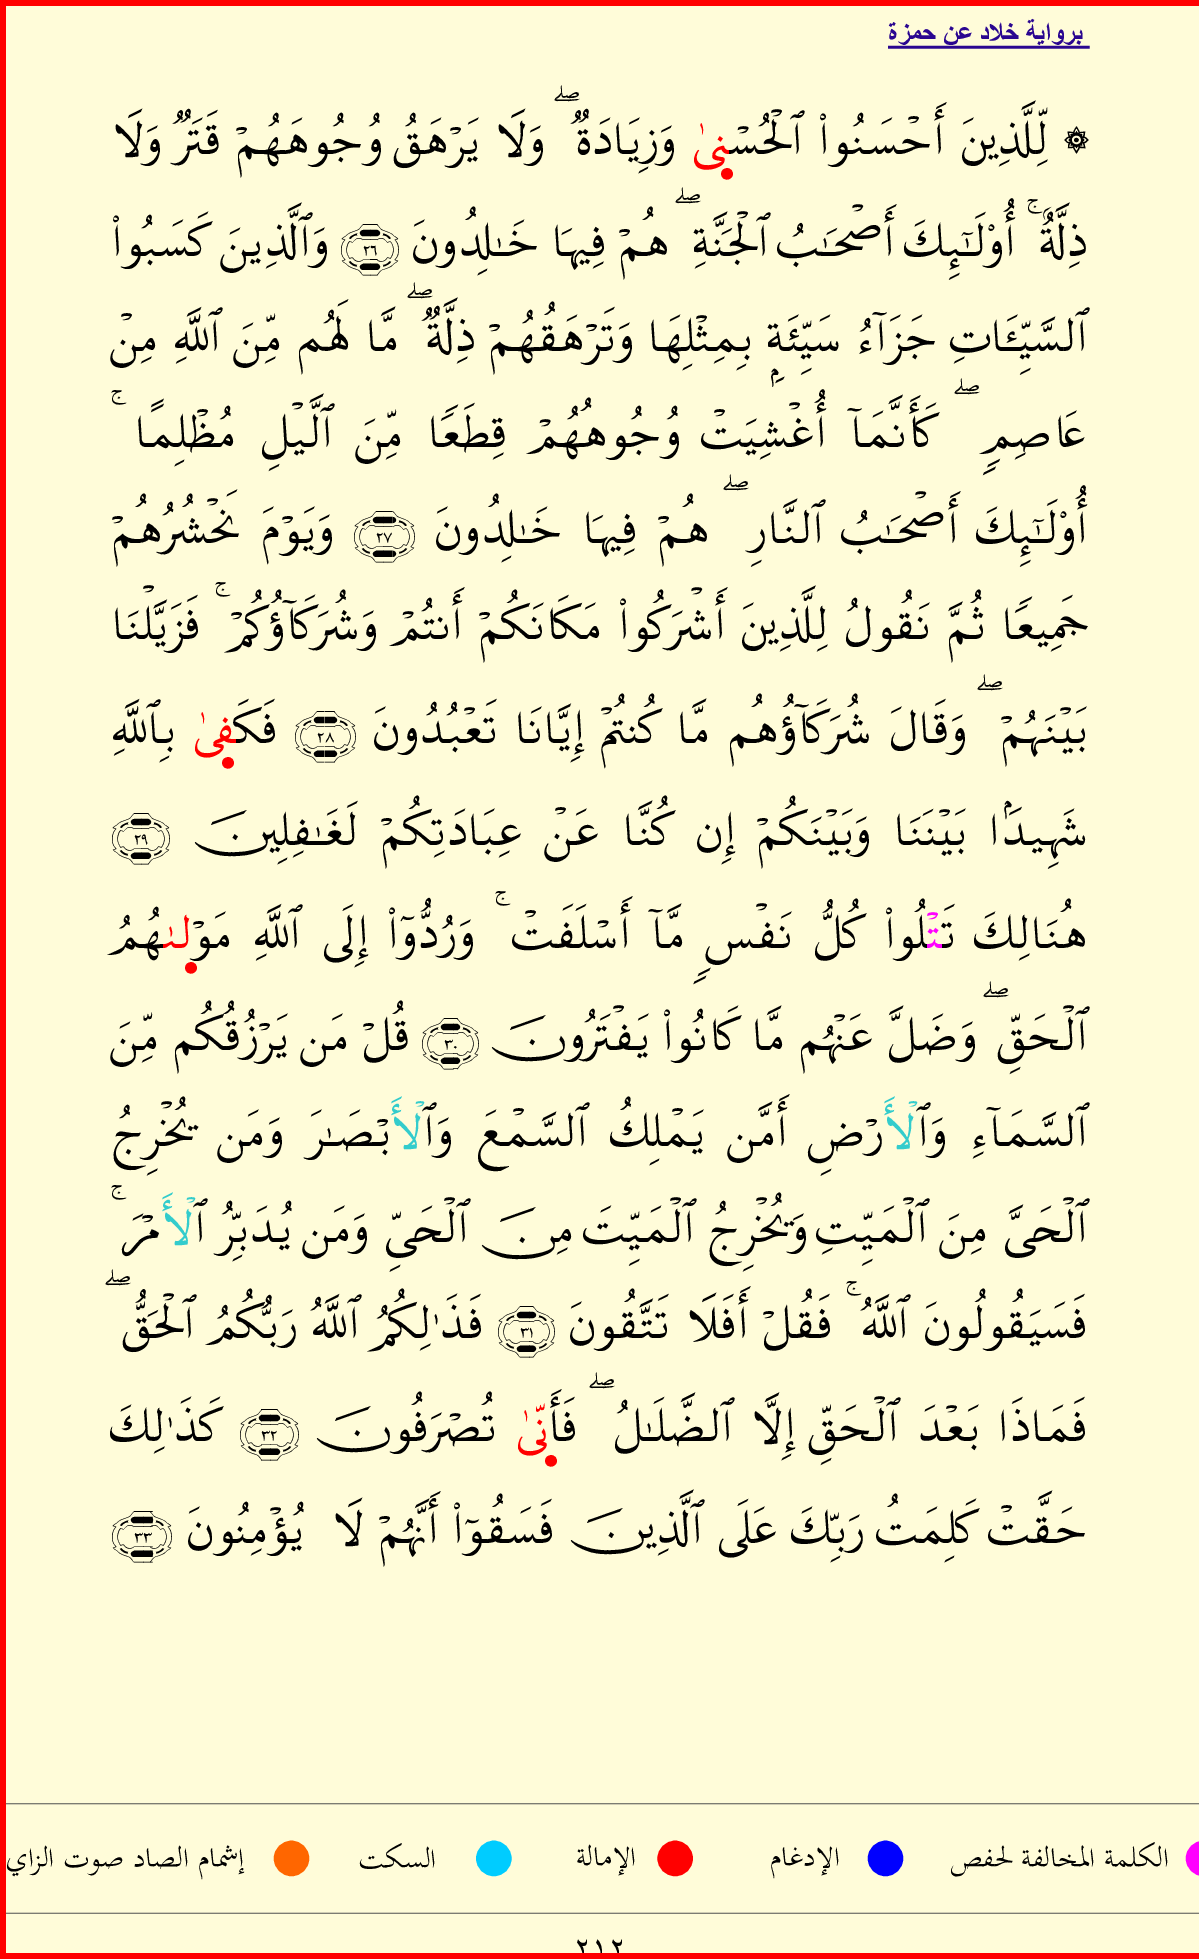 برواية خلاد عن حمزة
۞ لِّلَّذِينَ أَحْسَنُوا۟ ٱلْحُسْنِىٰ وَزِيَادَةٌ ۖ وَلَا يَرْهَقُ وُجُوهَهُمْ قَتَرٌ وَلَا
ذِلَّةٌ ۚ أُو۟لَـٰٓئِكَ أَصْحَـٰبُ ٱلْجَنَّةِ ۖ هُمْ فِيهَا خَـٰلِدُونَ ٢٦ وَٱلَّذِينَ كَسَبُوا۟
ٱلسَّيِّـَٔاتِ جَزَآءُ سَيِّئَةٍۭ بِمِثْلِهَا وَتَرْهَقُهُمْ ذِلَّةٌ ۖ مَّا لَهُم مِّنَ ٱللَّهِ مِنْ
عَاصِمٍ ۖ كَأَنَّمَآ أُغْشِيَتْ وُجُوهُهُمْ قِطَعًا مِّنَ ٱلَّيْلِ مُظْلِمًا ۚ
أُو۟لَـٰٓئِكَ أَصْحَـٰبُ ٱلنَّارِ ۖ هُمْ فِيهَا خَـٰلِدُونَ ٢٧ وَيَوْمَ نَحْشُرُهُمْ
جَمِيعًا ثُمَّ نَقُولُ لِلَّذِينَ أَشْرَكُوا۟ مَكَانَكُمْ أَنتُمْ وَشُرَكَآؤُكُمْ ۚ فَزَيَّلْنَا
بَيْنَهُمْ ۖ وَقَالَ شُرَكَآؤُهُم مَّا كُنتُمْ إِيَّانَا تَعْبُدُونَ ٢٨ فَكَفِىٰ بِٱللَّهِ
شَهِيدًۢا بَيْنَنَا وَبَيْنَكُمْ إِن كُنَّا عَنْ عِبَادَتِكُمْ لَغَـٰفِلِينَ ٢٩
هُنَالِكَ تَتْلُوا۟ كُلُّ نَفْسٍ مَّآ أَسْلَفَتْ ۚ وَرُدُّوٓا۟ إِلَى ٱللَّهِ مَوْلِىٰهُمُ
ٱلْحَقِّ ۖ وَضَلَّ عَنْهُم مَّا كَانُوا۟ يَفْتَرُونَ ٣٠ قُلْ مَن يَرْزُقُكُم مِّنَ
ٱلسَّمَآءِ وَٱلْأَرْضِ أَمَّن يَمْلِكُ ٱلسَّمْعَ وَٱلْأَبْصَـٰرَ وَمَن يُخْرِجُ
ٱلْحَىَّ مِنَ ٱلْمَيِّتِ وَيُخْرِجُ ٱلْمَيِّتَ مِنَ ٱلْحَىِّ وَمَن يُدَبِّرُ ٱلْأَمْرَ ۚ
فَسَيَقُولُونَ ٱللَّهُ ۚ فَقُلْ أَفَلَا تَتَّقُونَ ٣١ فَذَٰلِكُمُ ٱللَّهُ رَبُّكُمُ ٱلْحَقُّ ۖ
فَمَاذَا بَعْدَ ٱلْحَقِّ إِلَّا ٱلضَّلَـٰلُ ۖ فَأَنِّىٰ تُصْرَفُونَ ٣٢ كَذَٰلِكَ
حَقَّتْ كَلِمَتُ رَبِّكَ عَلَى ٱلَّذِينَ فَسَقُوٓا۟ أَنَّهُمْ لَا يُؤْمِنُونَ ٣٣
الكلمة المخالفة لحفص الإدغام الإمالة السكت إشمام الصاد صوت الزاي
٢١٢